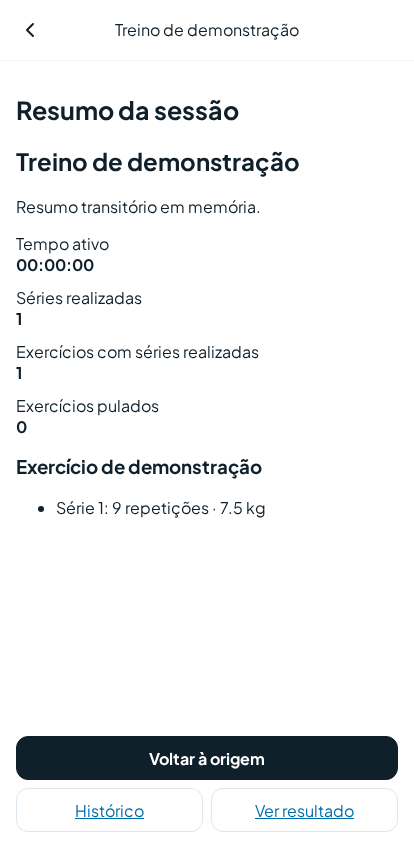 Treino de demonstração
Resumo da sessão
Treino de demonstração
Resumo transitório em memória.
Tempo ativo
00:00:00
Séries realizadas
1
Exercícios com séries realizadas
1
Exercícios pulados
0
Exercício de demonstração
• Série 1: 9 repetições · 7.5 kg
Voltar à origem
Histórico
Ver resultado